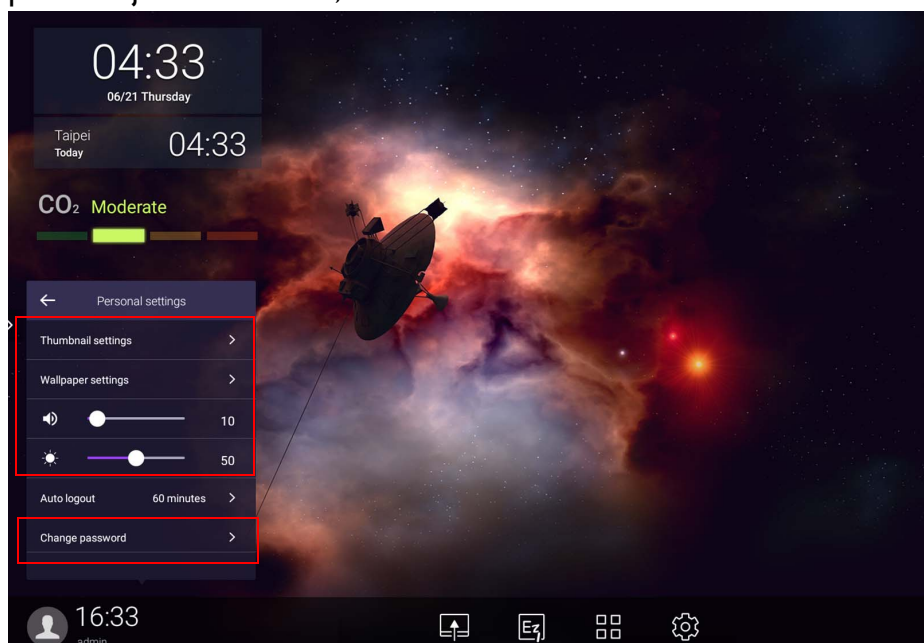 04:33
06/21 Thursday
Taipei
Today
04:33
CO₂ Moderate
Personal settings
Thumbnail settings
Wallpaper settings
10
50
Auto logout 60 minutes
Change password
16:33
admin